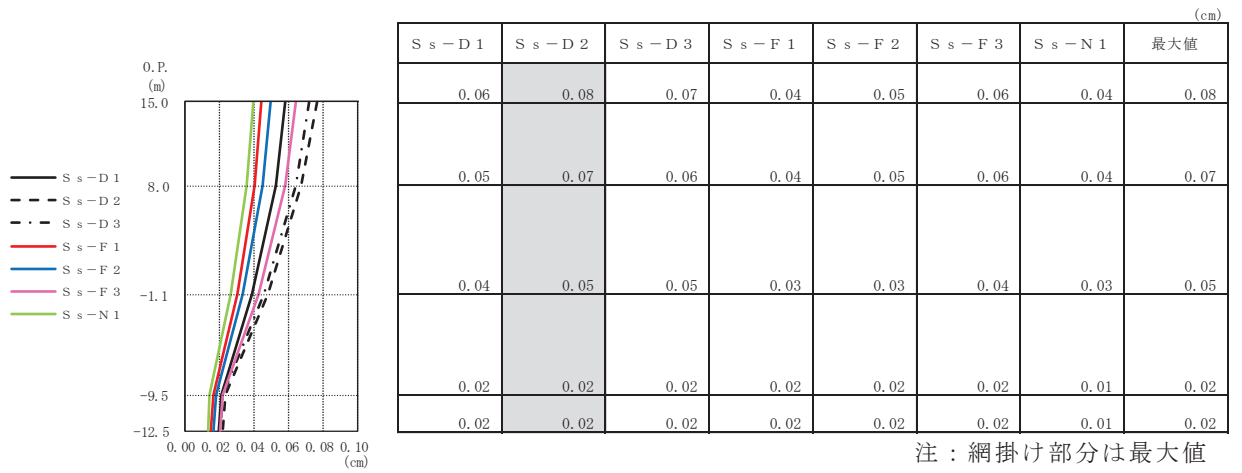 (cm)
Ｓｓ－Ｄ１ Ｓｓ－Ｄ２ Ｓｓ－Ｄ３ Ｓｓ－Ｆ１ Ｓｓ－Ｆ２ Ｓｓ－Ｆ３ Ｓｓ－Ｎ１ 最大値
0.06 0.08 0.07 0.04 0.05 0.06 0.04 0.08
0.05 0.07 0.06 0.04 0.05 0.06 0.04 0.07
0.04 0.05 0.05 0.03 0.03 0.04 0.03 0.05
0.02 0.02 0.02 0.02 0.02 0.02 0.01 0.02
0.02 0.02 0.02 0.02 0.02 0.02 0.01 0.02
O.P.
(m)
15.0
8.0
-1.1
-9.5
-12.5
0.00 0.02 0.04 0.06 0.08 0.10
(cm)
Ｓｓ－Ｄ１
Ｓｓ－Ｄ２
Ｓｓ－Ｄ３
Ｓｓ－Ｆ１
Ｓｓ－Ｆ２
Ｓｓ－Ｆ３
Ｓｓ－Ｎ１
注：網掛け部分は最大値